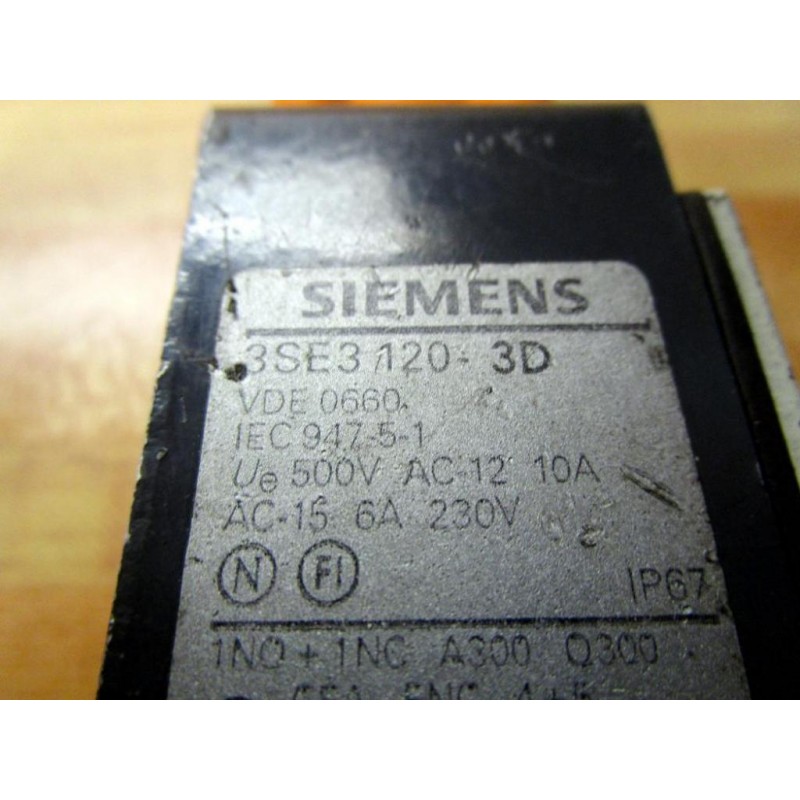 SIEMENS
3SE3 120- 3D
VDE 0660
IEC 947-5-1
Ue 500V AC-12 10A
AC-15 6A 230V
N FI IP67
1NO + 1NC A300 Q300